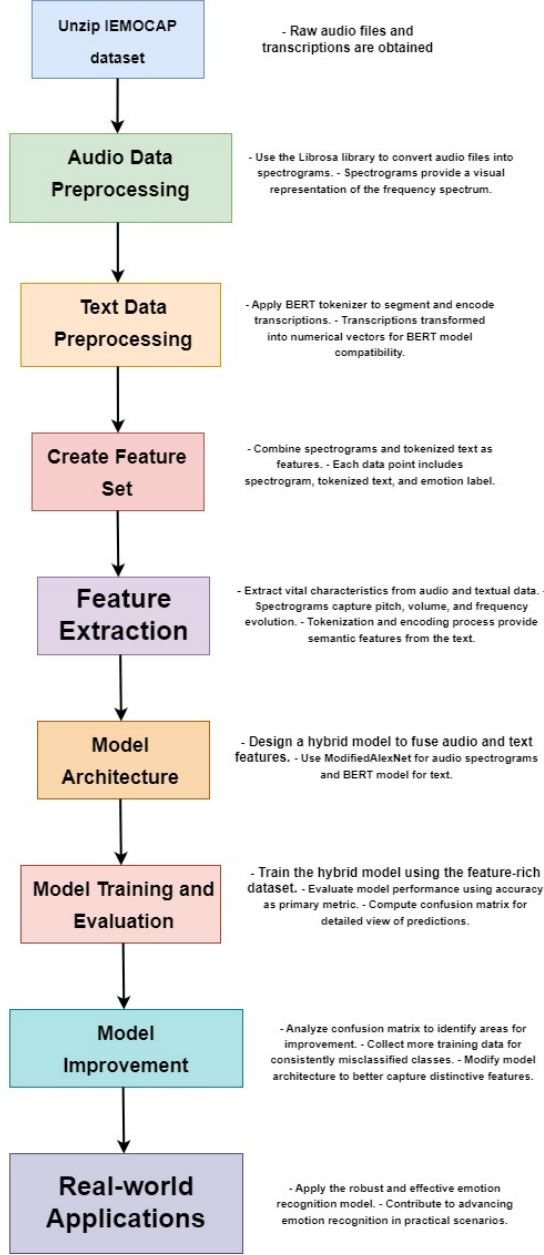 Unzip IEMOCAP
dataset
- Raw audio files and
transcriptions are obtained
Audio Data
Preprocessing
- Use the Librosa library to convert audio files into
spectrograms. - Spectrograms provide a visual
representation of the frequency spectrum.
Text Data
Preprocessing
- Apply BERT tokenizer to segment and encode
transcriptions. - Transcriptions transformed
into numerical vectors for BERT model
compatibility.
Create Feature
Set
- Combine spectrograms and tokenized text as
features. - Each data point includes
spectrogram, tokenized text, and emotion label.
Feature
Extraction
- Extract vital characteristics from audio and textual data. -
Spectrograms capture pitch, volume, and frequency
evolution. - Tokenization and encoding process provide
semantic features from the text.
Model
Architecture
- Design a hybrid model to fuse audio and text
features. - Use ModifiedAlexNet for audio spectrograms
and BERT model for text.
Model Training and
Evaluation
- Train the hybrid model using the feature-rich
dataset. - Evaluate model performance using accuracy
as primary metric. - Compute confusion matrix for
detailed view of predictions.
Model
Improvement
- Analyze confusion matrix to identify areas for
improvement. - Collect more training data for
consistently misclassified classes. - Modify model
architecture to better capture distinctive features.
Real-world
Applications
- Apply the robust and effective emotion
recognition model. - Contribute to advancing
emotion recognition in practical scenarios.